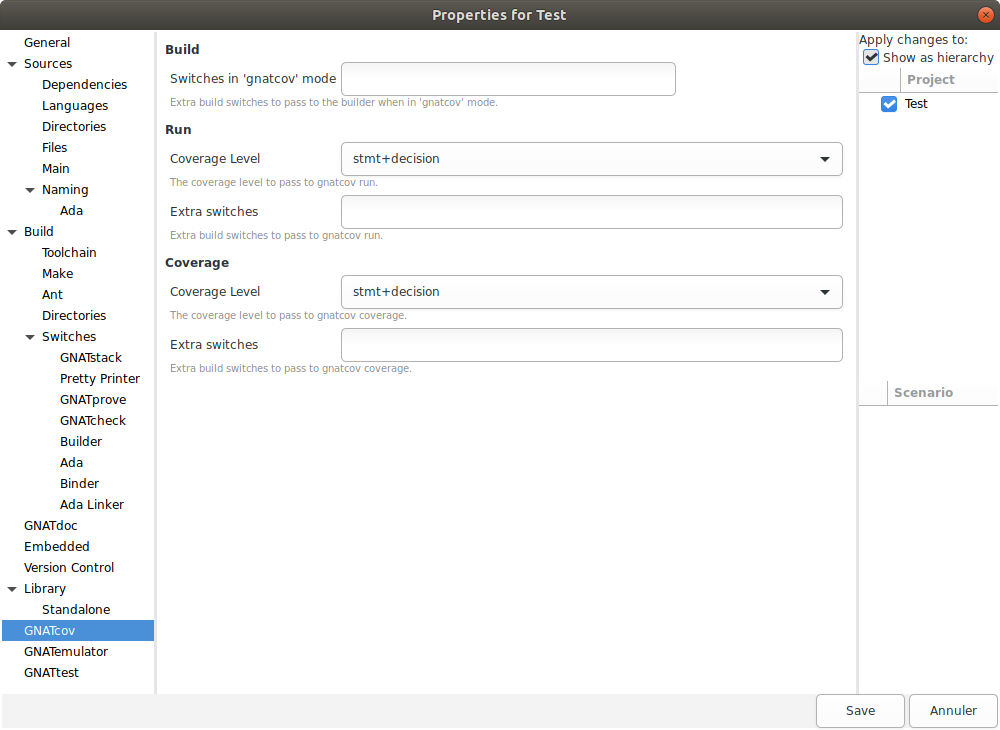 Properties for Test
General
Sources
Dependencies
Languages
Directories
Files
Main
Naming
Ada
Build
Toolchain
Make
Ant
Directories
Switches
GNATstack
Pretty Printer
GNATprove
GNATcheck
Builder
Ada
Binder
Ada Linker
GNATdoc
Embedded
Version Control
Library
Standalone
GNATcov
GNATemulator
GNATtest
Build
Switches in 'gnatcov' mode
Extra build switches to pass to the builder when in 'gnatcov' mode.
Run
Coverage Level stmt+decision
The coverage level to pass to gnatcov run.
Extra switches
Extra build switches to pass to gnatcov run.
Coverage
Coverage Level stmt+decision
The coverage level to pass to gnatcov coverage.
Extra switches
Extra build switches to pass to gnatcov coverage.
Apply changes to:
Show as hierarchy
Project
Test
Scenario
Save Annuler